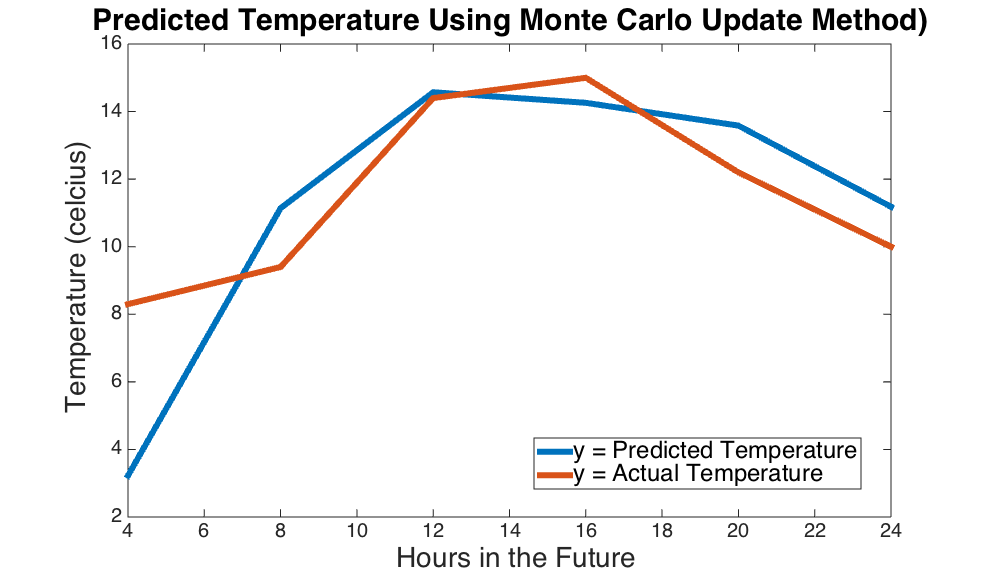 Predicted Temperature Using Monte Carlo Update Method)
16
14
12
10
8
6
4
2
Temperature (celcius)
y = Predicted Temperature
y = Actual Temperature
4 6 8 10 12 14 16 18 20 22 24
Hours in the Future